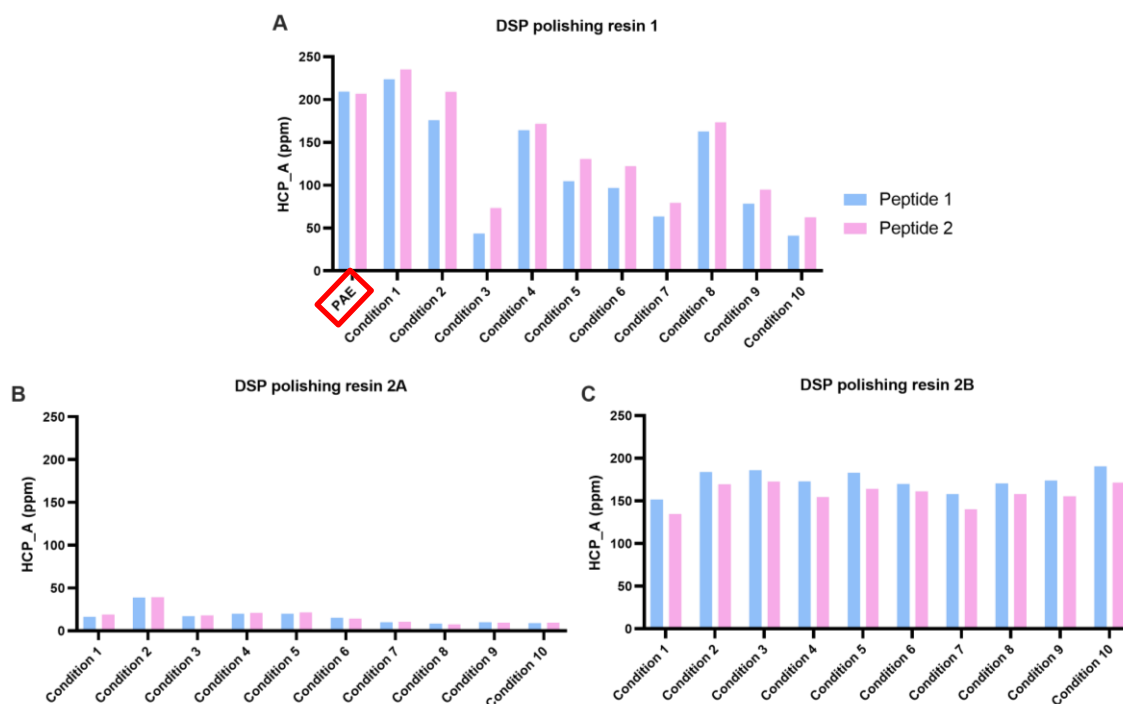 A
DSP polishing resin 1
HCP_A (ppm)
250
200
150
100
50
0
PAE
Condition 1
Condition 2
Condition 3
Condition 4
Condition 5
Condition 6
Condition 7
Condition 8
Condition 9
Condition 10
Peptide 1
Peptide 2
B
DSP polishing resin 2A
HCP_A (ppm)
250
200
150
100
50
0
Condition 1
Condition 2
Condition 3
Condition 4
Condition 5
Condition 6
Condition 7
Condition 8
Condition 9
Condition 10
C
DSP polishing resin 2B
HCP_A (ppm)
250
200
150
100
50
0
Condition 1
Condition 2
Condition 3
Condition 4
Condition 5
Condition 6
Condition 7
Condition 8
Condition 9
Condition 10